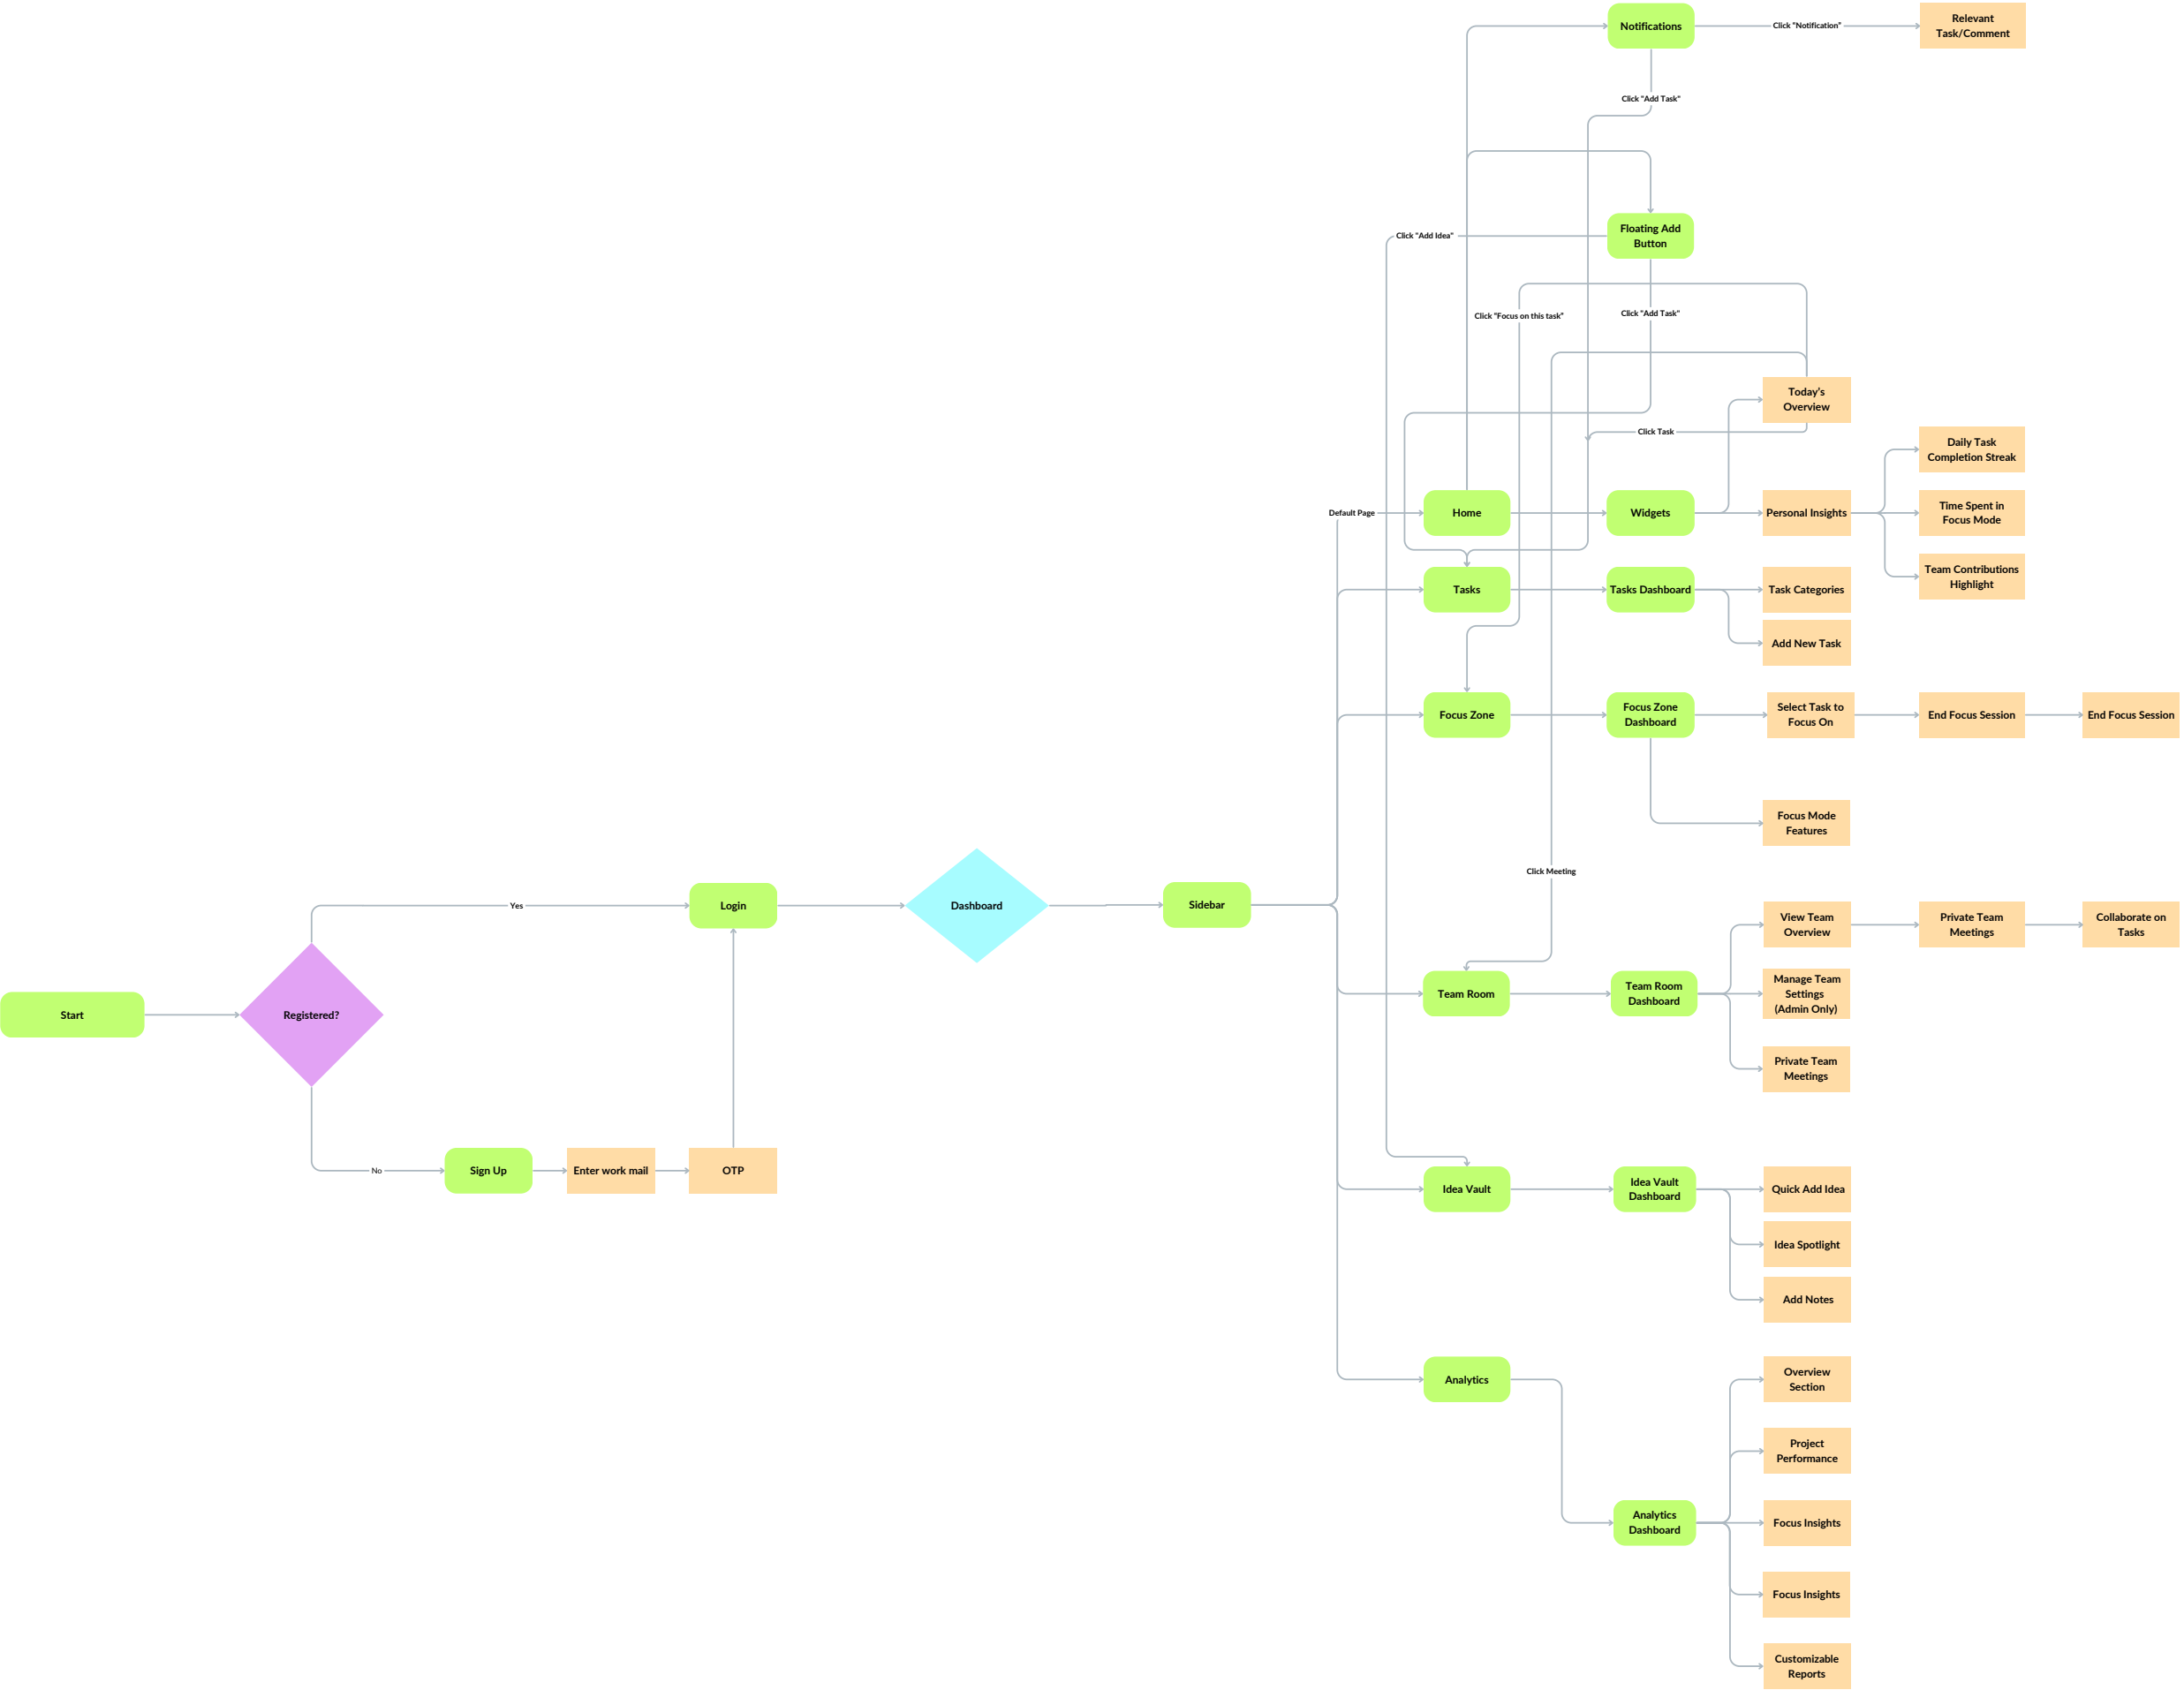 Notifications
Click "Notification"
Relevant
Task/Comment
Click "Add Task"
Click "Add Idea"
Floating Add
Button
Click "Focus on this task"
Click "Add Task"
Today's
Overview
Click Task
Daily Task
Completion Streak
Default Page
Home
Widgets
Personal Insights
Time Spent in
Focus Mode
Team Contributions
Highlight
Tasks
Tasks Dashboard
Task Categories
Add New Task
Focus Zone
Focus Zone
Dashboard
Select Task to
Focus On
End Focus Session
End Focus Session
Focus Mode
Features
Click Meeting
Yes
Login
Dashboard
Sidebar
View Team
Overview
Private Team
Meetings
Collaborate on
Tasks
Start
Registered?
Team Room
Team Room
Dashboard
Manage Team
Settings
(Admin Only)
Private Team
Meetings
No
Sign Up
Enter work mail
OTP
Idea Vault
Idea Vault
Dashboard
Quick Add Idea
Idea Spotlight
Add Notes
Analytics
Overview
Section
Project
Performance
Analytics
Dashboard
Focus Insights
Focus Insights
Customizable
Reports